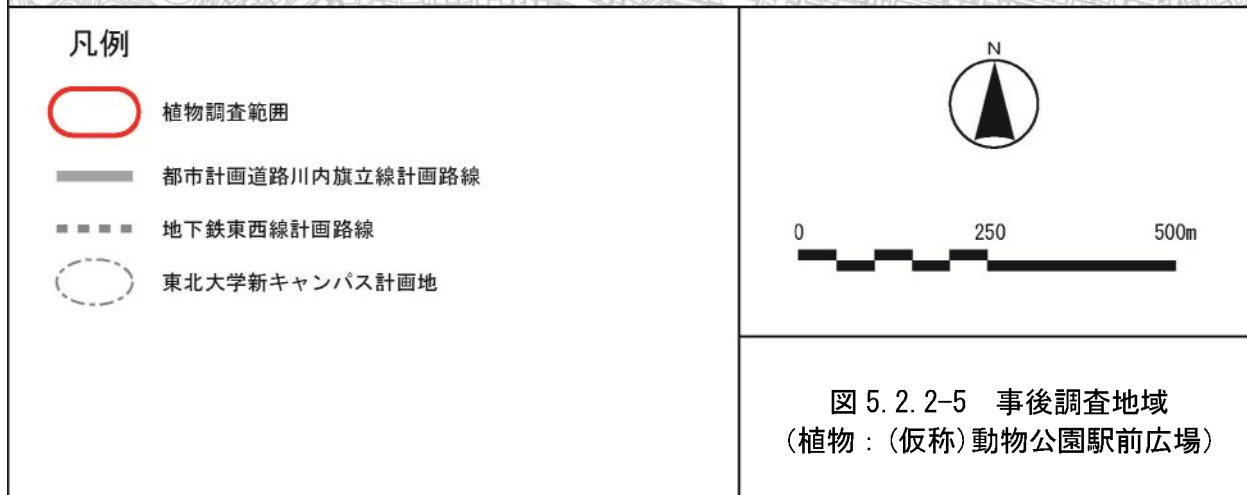 凡例
植物調査範囲
都市計画道路川内旗立線計画路線
地下鉄東西線計画路線
東北大学新キャンパス計画地
N
0 250 500m
図 5.2.2-5 事後調査地域
(植物：(仮称)動物公園駅前広場)